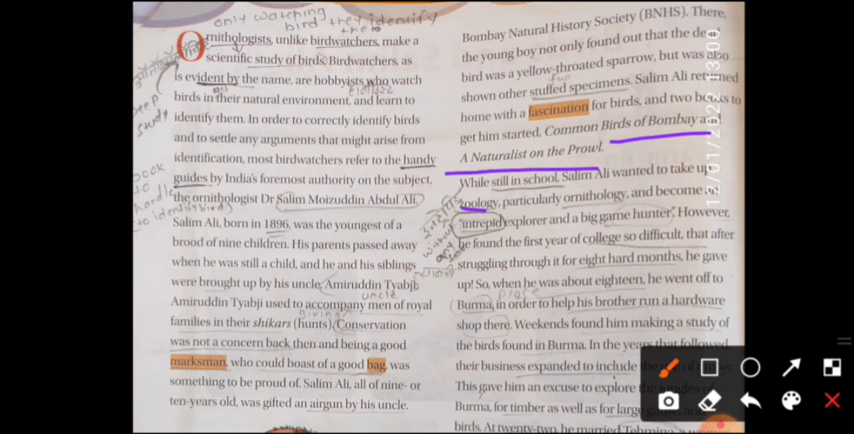 only watching
bird they identify
Ornithologists, unlike birdwatchers, make a
scientific study of birds. Birdwatchers, as
is evident by the name, are hobbyists who watch
birds in their natural environment, and learn to
identify them. In order to correctly identify birds
and to settle any arguments that might arise from
identification, most birdwatchers refer to the handy
guides by India's foremost authority on the subject,
the ornithologist Dr Salim Moizuddin Abdul Ali.
Deep
study
book
to
handle
to identify bird
Salim Ali, born in 1896, was the youngest of a
brood of nine children. His parents passed away
when he was still a child, and he and his siblings
were brought up by his uncle, Amiruddin Tyabji.
uncle
Amiruddin Tyabji used to accompany men of royal
giving
families in their shikars (hunts). Conservation
was not a concern back then and being a good
marksman, who could boast of a good bag, was
something to be proud of. Salim Ali, all of nine- or
ten-years old, was gifted an airgun by his uncle.
Bombay Natural History Society (BNHS). There,
the young boy not only found out that the dead
bird was a yellow-throated sparrow, but was also
shown other stuffed specimens. Salim Ali returned
home with a fascination for birds, and two books to
get him started, Common Birds of Bombay and
A Naturalist on the Prowl.
While still in school, Salim Ali wanted to take up
zoology, particularly ornithology, and become an
"intrepid explorer and a big game hunter". However,
he found the first year of college so difficult, that after
struggling through it for eight hard months, he gave
up! So, when he was about eighteen, he went off to
place
Burma, in order to help his brother run a hardware
shop there. Weekends found him making a study of
the birds found in Burma. In the years that followed
their business expanded to include
This gave him an excuse to explore the jungles of
Burma, for timber as well as for large
birds. At twenty-two, he married Tehmina
without
any